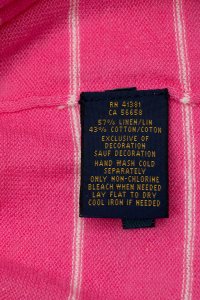 RN 41381
CA 56658
57% LINEN/LIN
43% COTTON/COTON
EXCLUSIVE OF
DECORATION
SAUF DECORATION
HAND WASH COLD
SEPARATELY
ONLY NON-CHLORINE
BLEACH WHEN NEEDED
LAY FLAT TO DRY
COOL IRON IF NEEDED